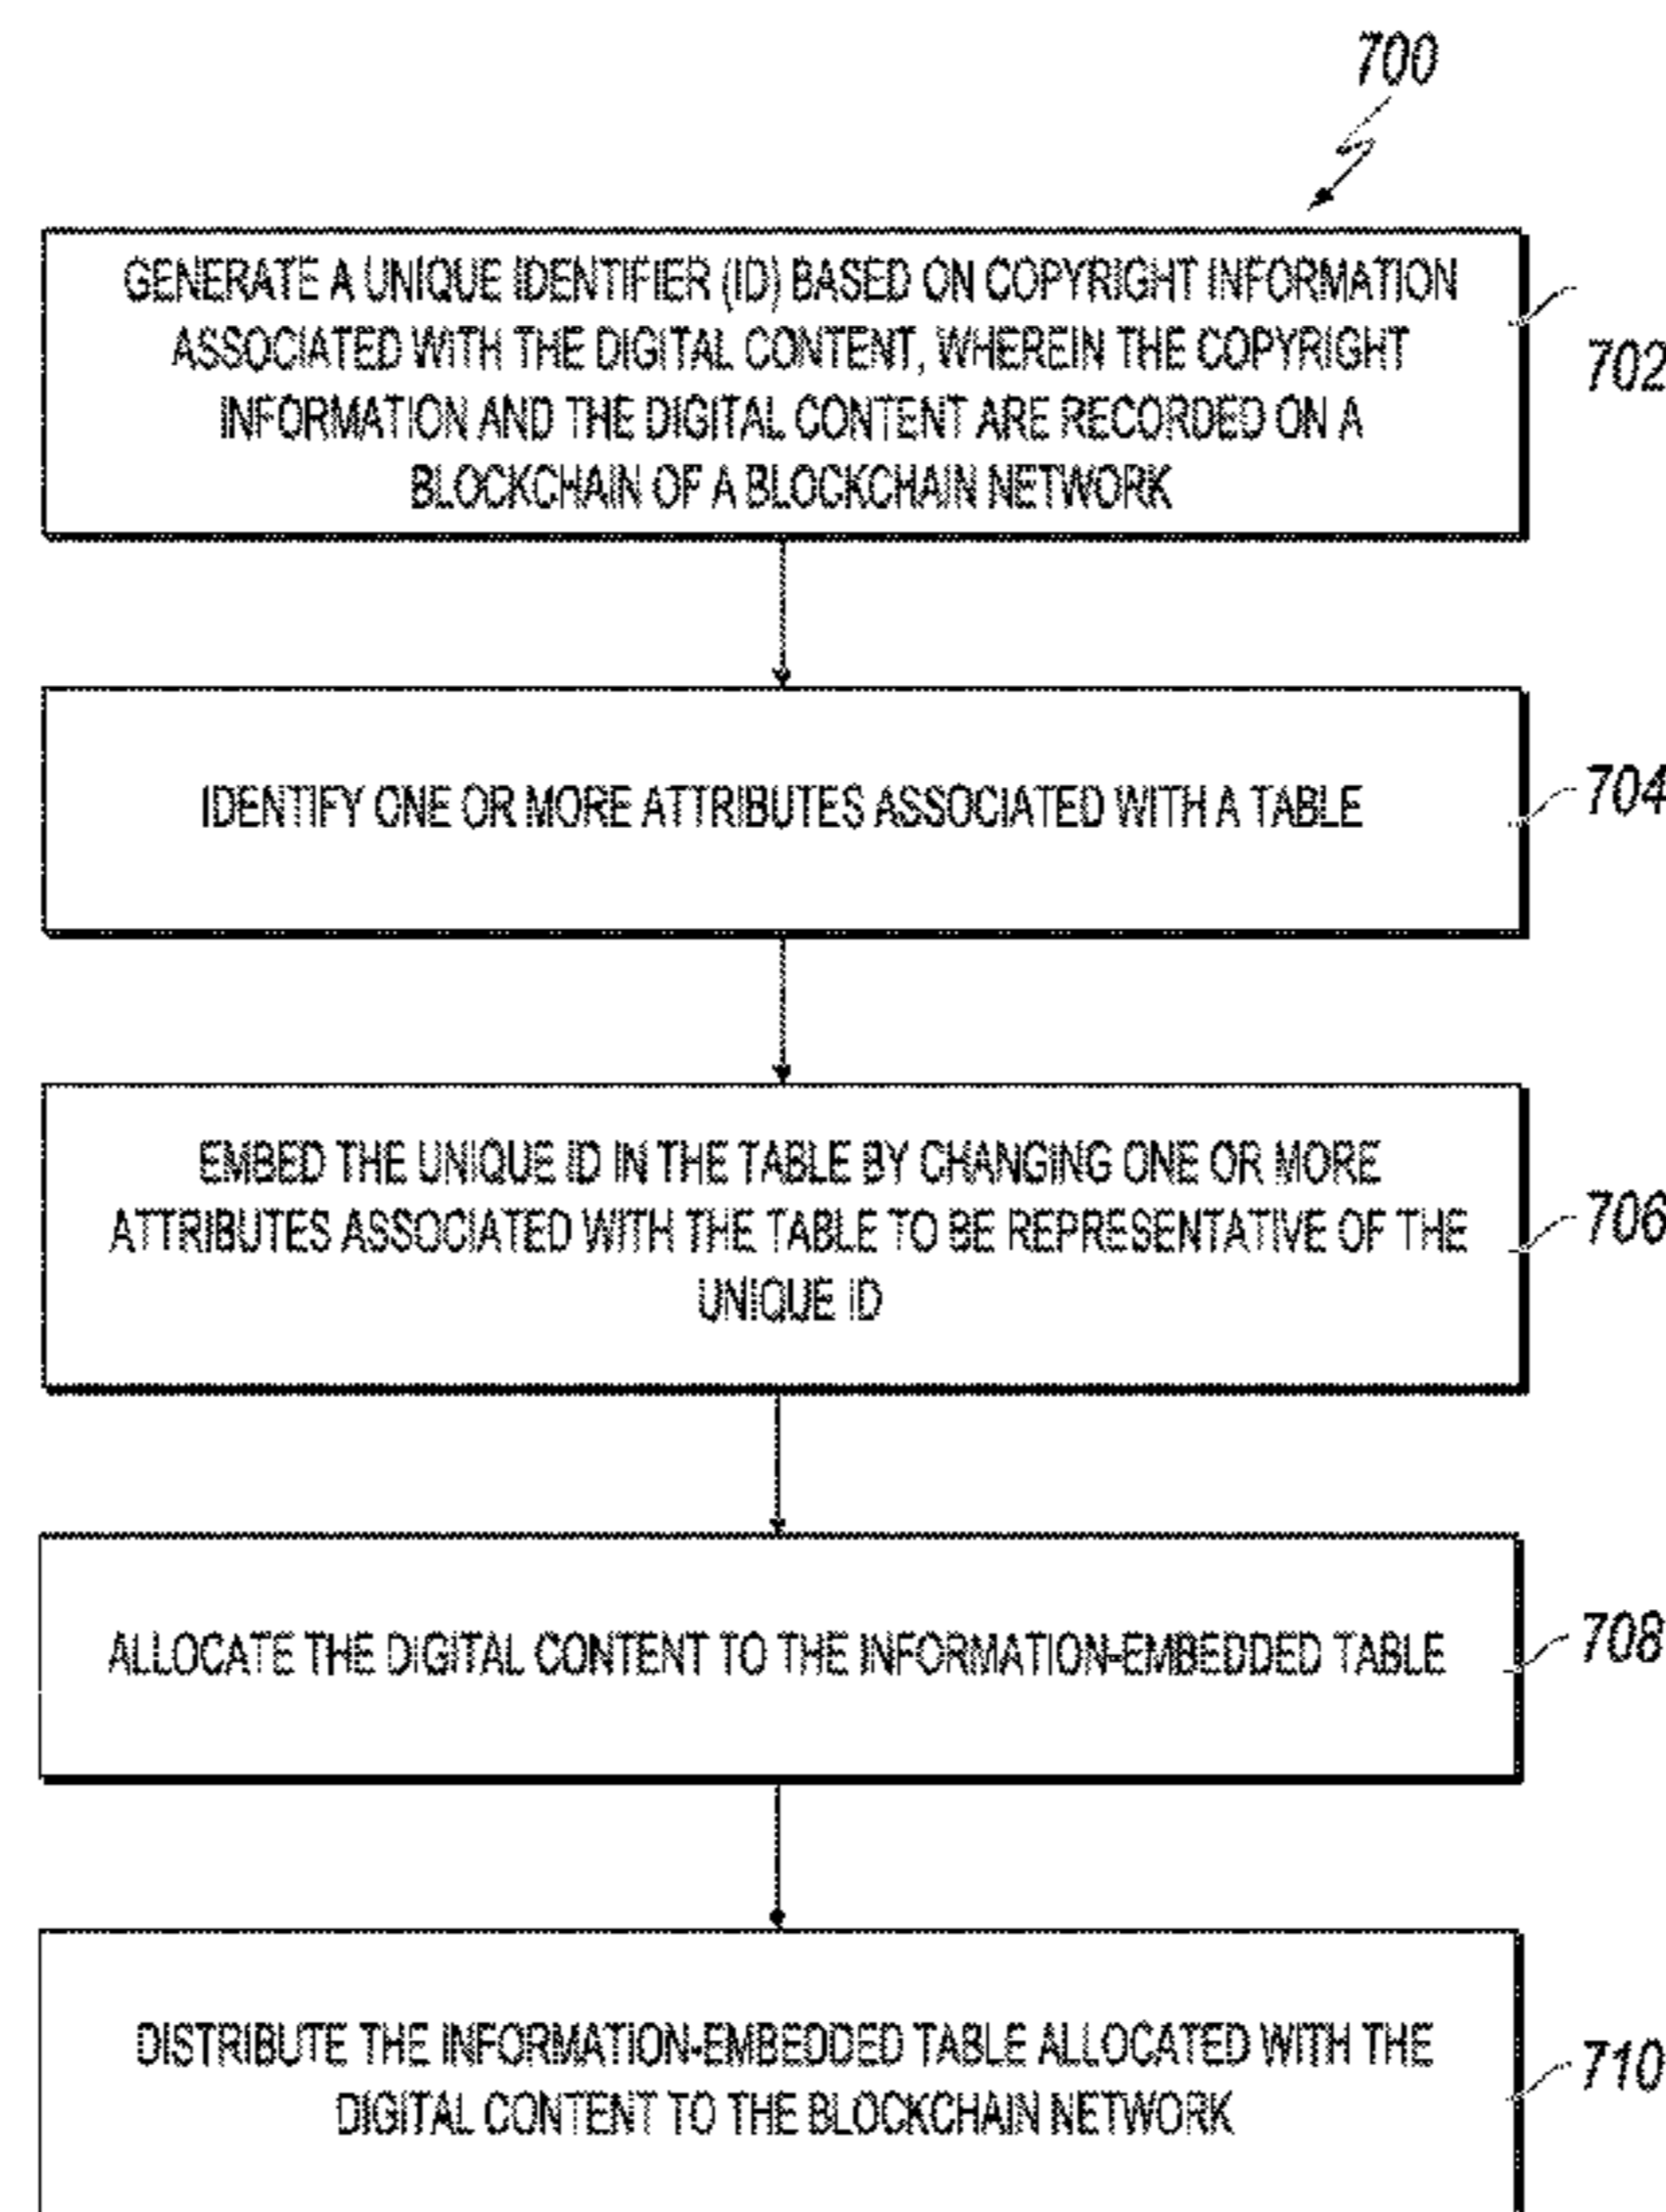 700
GENERATE A UNIQUE IDENTIFIER (ID) BASED ON COPYRIGHT INFORMATION
ASSOCIATED WITH THE DIGITAL CONTENT, WHEREIN THE COPYRIGHT
INFORMATION AND THE DIGITAL CONTENT ARE RECORDED ON A
BLOCKCHAIN OF A BLOCKCHAIN NETWORK
702
IDENTIFY ONE OR MORE ATTRIBUTES ASSOCIATED WITH A TABLE
704
EMBED THE UNIQUE ID IN THE TABLE BY CHANGING ONE OR MORE
ATTRIBUTES ASSOCIATED WITH THE TABLE TO BE REPRESENTATIVE OF THE
UNIQUE ID
706
ALLOCATE THE DIGITAL CONTENT TO THE INFORMATION-EMBEDDED TABLE
708
DISTRIBUTE THE INFORMATION-EMBEDDED TABLE ALLOCATED WITH THE
DIGITAL CONTENT TO THE BLOCKCHAIN NETWORK
710